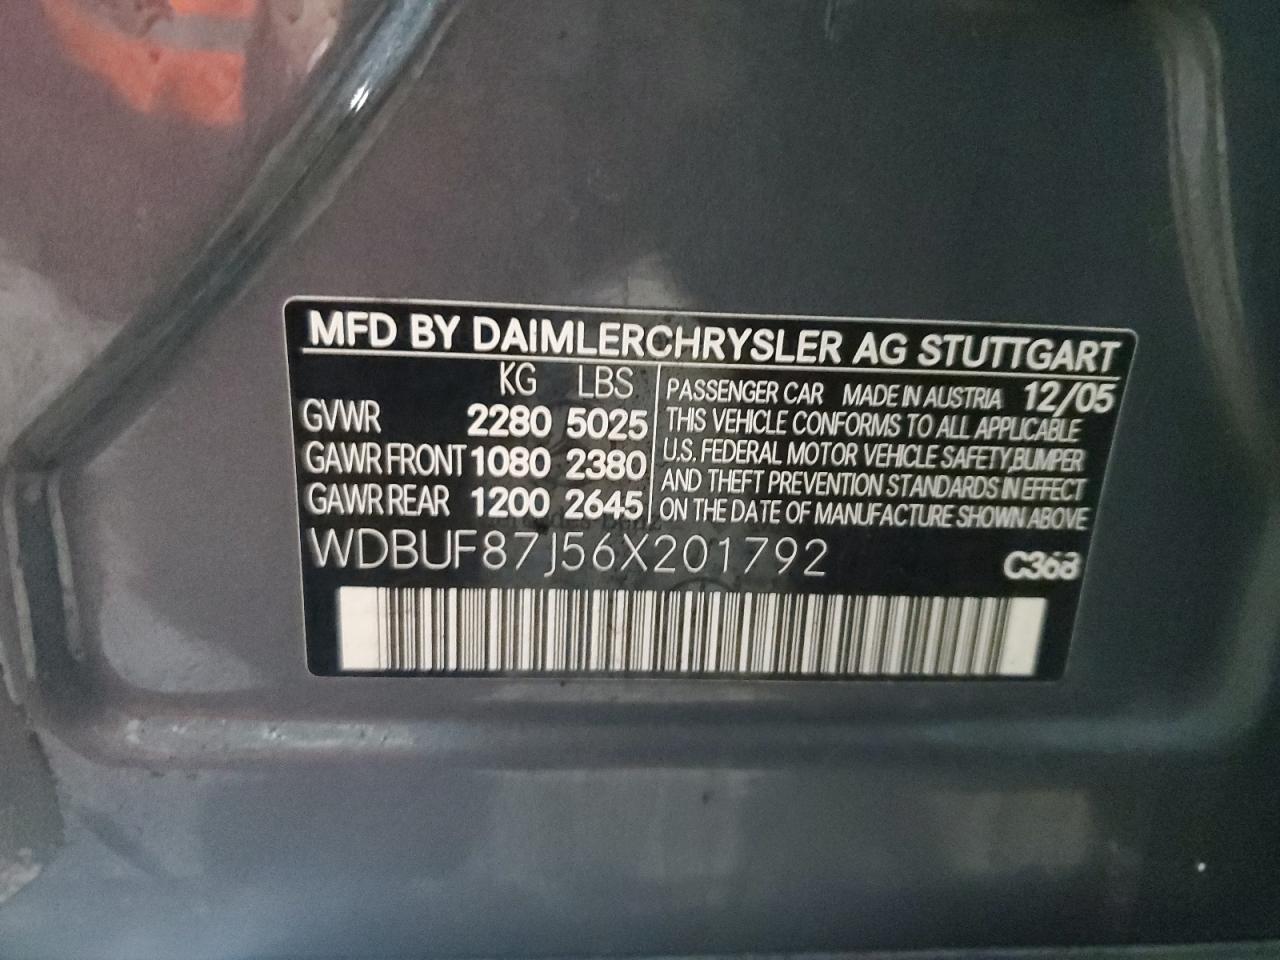 MFD BY DAIMLERCHRYSLER AG STUTTGART
KG LBS
GVWR 2280 5025
GAWR FRONT 1080 2380
GAWR REAR 1200 2645
PASSENGER CAR MADE IN AUSTRIA 12/05
THIS VEHICLE CONFORMS TO ALL APPLICABLE
U.S. FEDERAL MOTOR VEHICLE SAFETY, BUMPER
AND THEFT PREVENTION STANDARDS IN EFFECT
ON THE DATE OF MANUFACTURE SHOWN ABOVE
WDBUF87J56X201792
C368